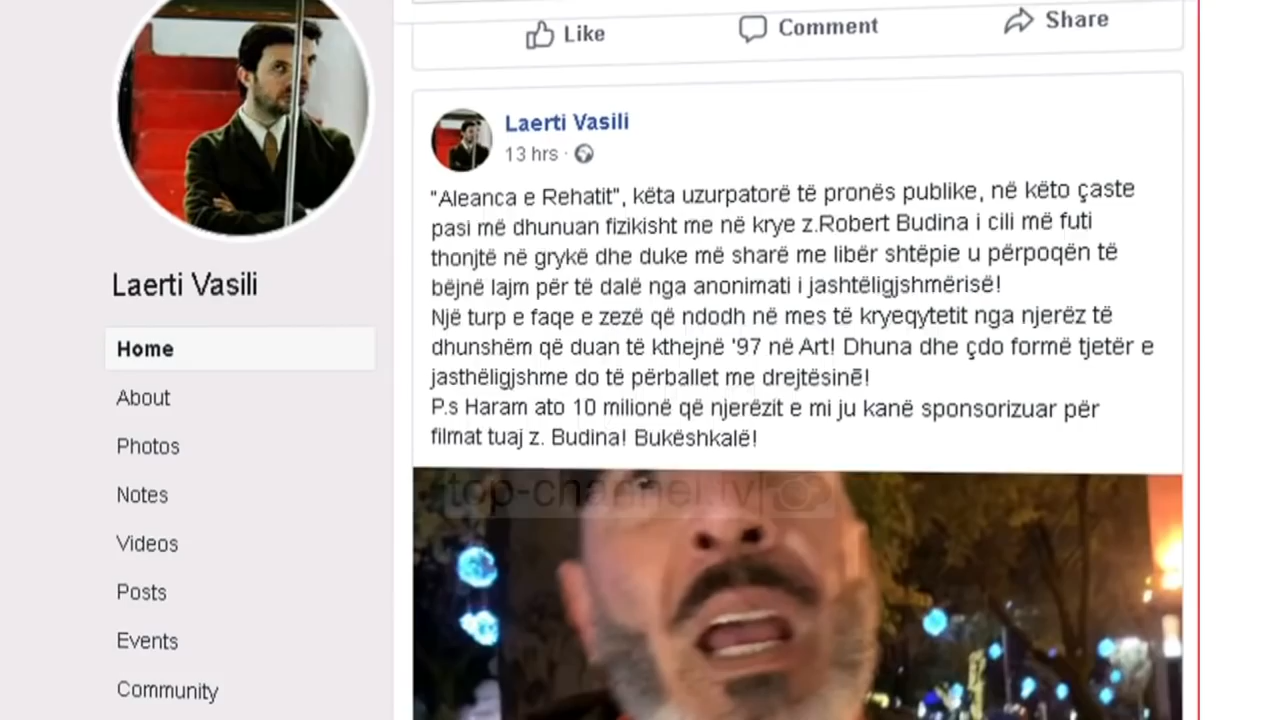 Like
Comment
Share
Laerti Vasili
13 hrs ·
"Aleanca e Rehatit", këta uzurpatorë të pronës publike, në këto çaste
pasi më dhunuan fizikisht me në krye z.Robert Budina i cili më futi
thonjtë në grykë dhe duke më sharë me libër shtëpie u përpoqën të
bëjnë lajm për të dalë nga anonimati i jashtëligjshmërisë!
Një turp e faqe e zezë që ndodh në mes të kryeqytetit nga njerëz të
dhunshëm që duan të kthejnë '97 në Art! Dhuna dhe çdo formë tjetër e
jasthëligjshme do të përballet me drejtësinë!
P.s Haram ato 10 milionë që njerëzit e mi ju kanë sponsorizuar për
filmat tuaj z. Budina! Bukëshkalë!
top-channel.tv
Laerti Vasili
Home
About
Photos
Notes
Videos
Posts
Events
Community